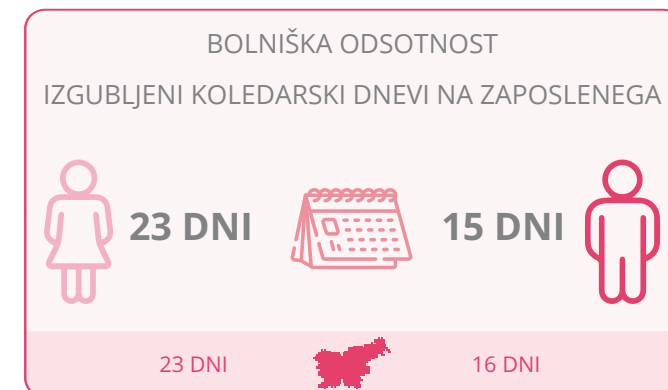 BOLNIŠKA ODSOTNOST
IZGUBLJENI KOLEDARSKI DNEVI NA ZAPOSLENEGA
23 DNI
15 DNI
23 DNI
16 DNI